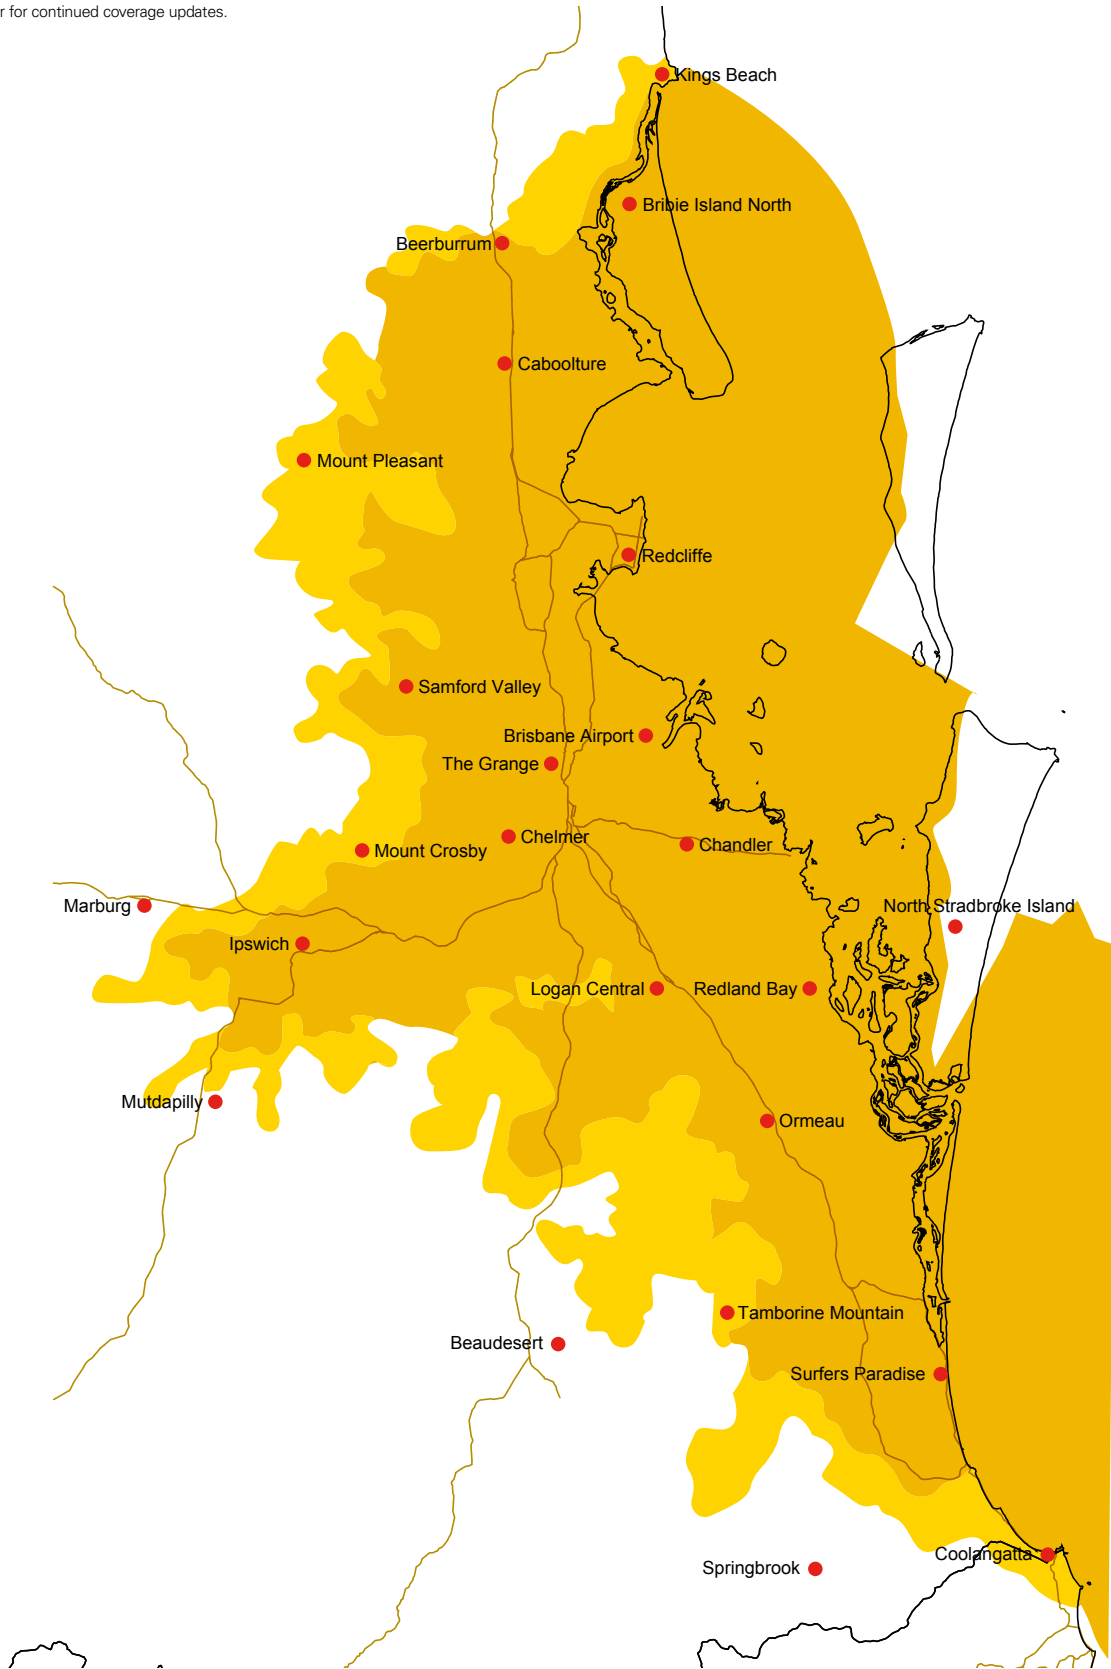 r for continued coverage updates.
Kings Beach
Bribie Island North
Beerburrum
Caboolture
Mount Pleasant
Redcliffe
Samford Valley
Brisbane Airport
The Grange
Chelmer
Chandler
Mount Crosby
Marburg
North Stradbroke Island
Ipswich
Logan Central
Redland Bay
Mutdapilly
Ormeau
Tamborine Mountain
Beaudesert
Surfers Paradise
Coolangatta
Springbrook